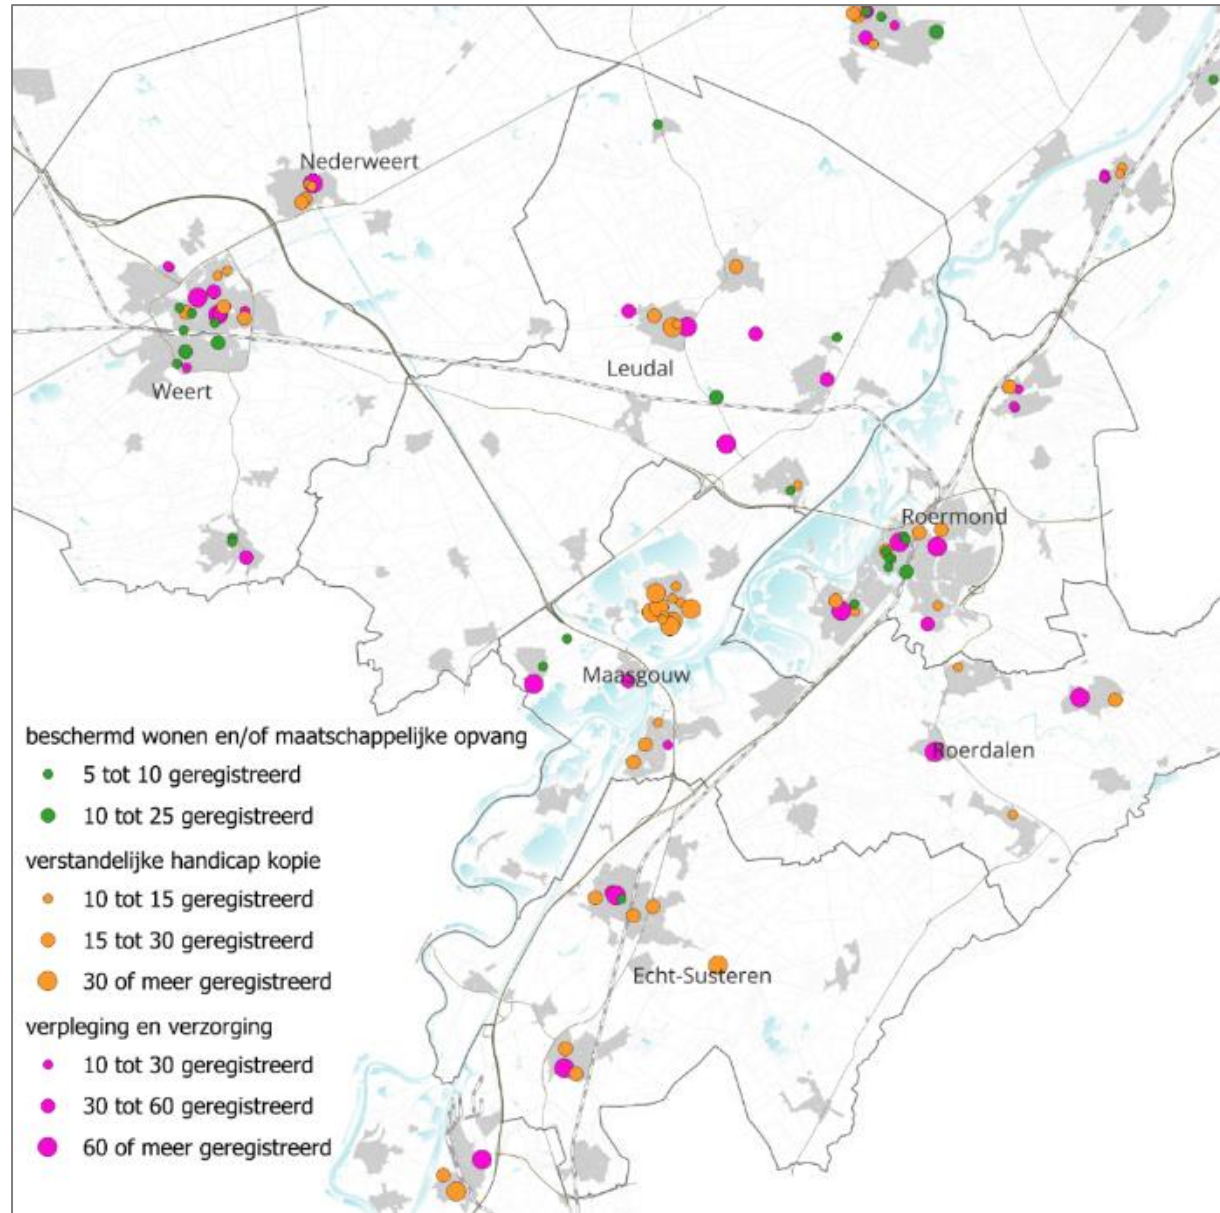 Nederweert
Leudal
Weert
Roermond
Maasgouw
Roerdalen
Echt-Susteren
beschermd wonen en/of maatschappelijke opvang
5 tot 10 geregistreerd
10 tot 25 geregistreerd
verstandelijke handicap kopie
10 tot 15 geregistreerd
15 tot 30 geregistreerd
30 of meer geregistreerd
verpleging en verzorging
10 tot 30 geregistreerd
30 tot 60 geregistreerd
60 of meer geregistreerd